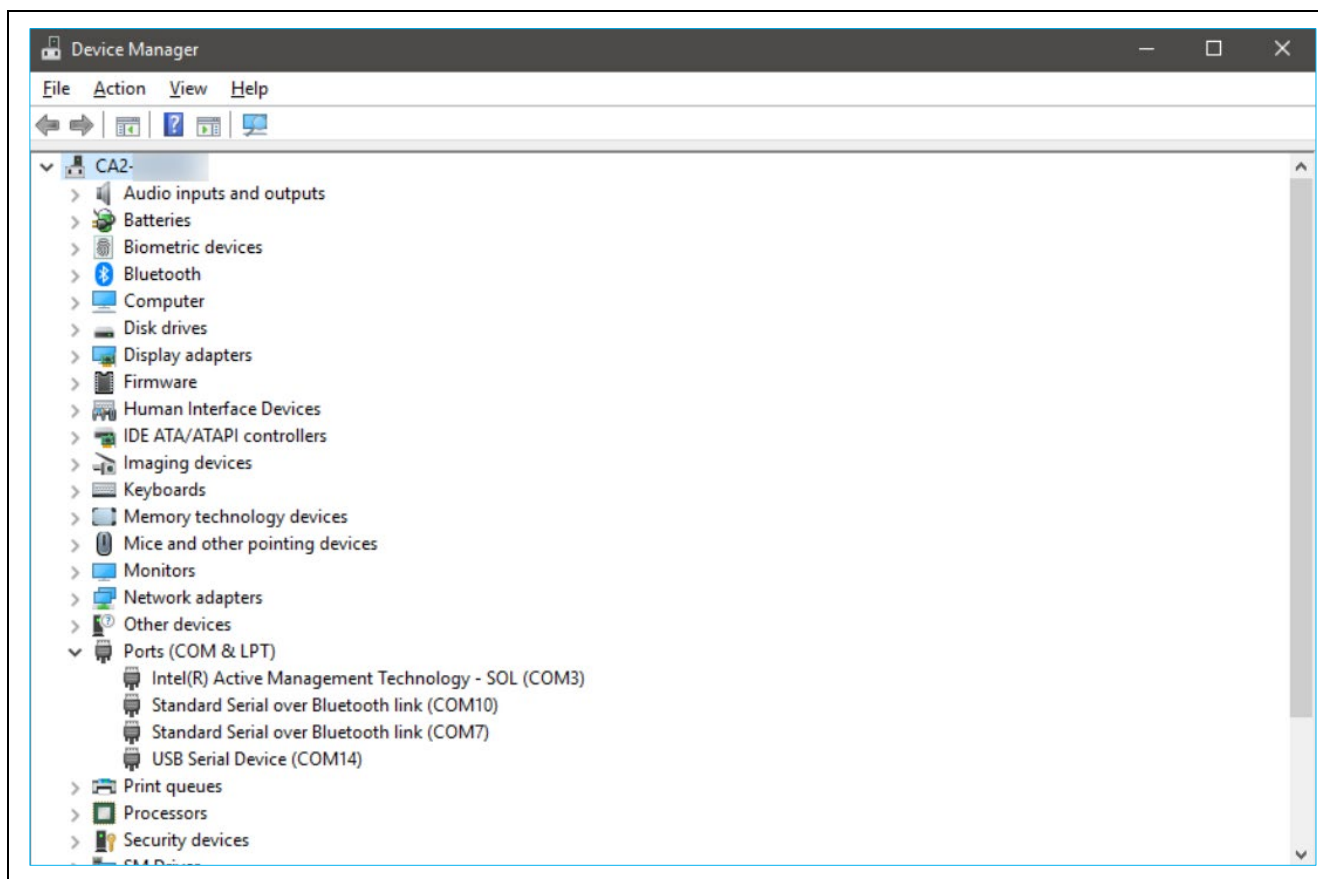 Device Manager
File Action View Help
CA2-
Audio inputs and outputs
Batteries
Biometric devices
Bluetooth
Computer
Disk drives
Display adapters
Firmware
Human Interface Devices
IDE ATA/ATAPI controllers
Imaging devices
Keyboards
Memory technology devices
Mice and other pointing devices
Monitors
Network adapters
Other devices
Ports (COM & LPT)
Intel(R) Active Management Technology - SOL (COM3)
Standard Serial over Bluetooth link (COM10)
Standard Serial over Bluetooth link (COM7)
USB Serial Device (COM14)
Print queues
Processors
Security devices